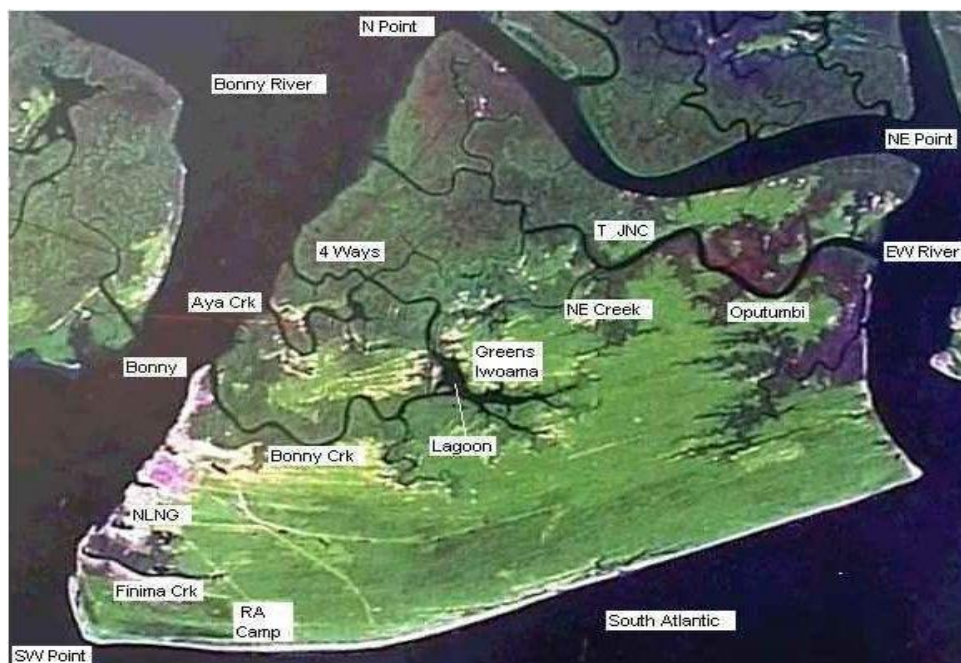 N Point
Bonny River
NE Point
T_JNC
4 Ways
EW River
Aya Crk
NE Creek
Oputumbi
Greens
Iwoama
Bonny
Lagoon
Bonny Crk
NLNG
Finima Crk
RA
Camp
South Atlantic
SW Point